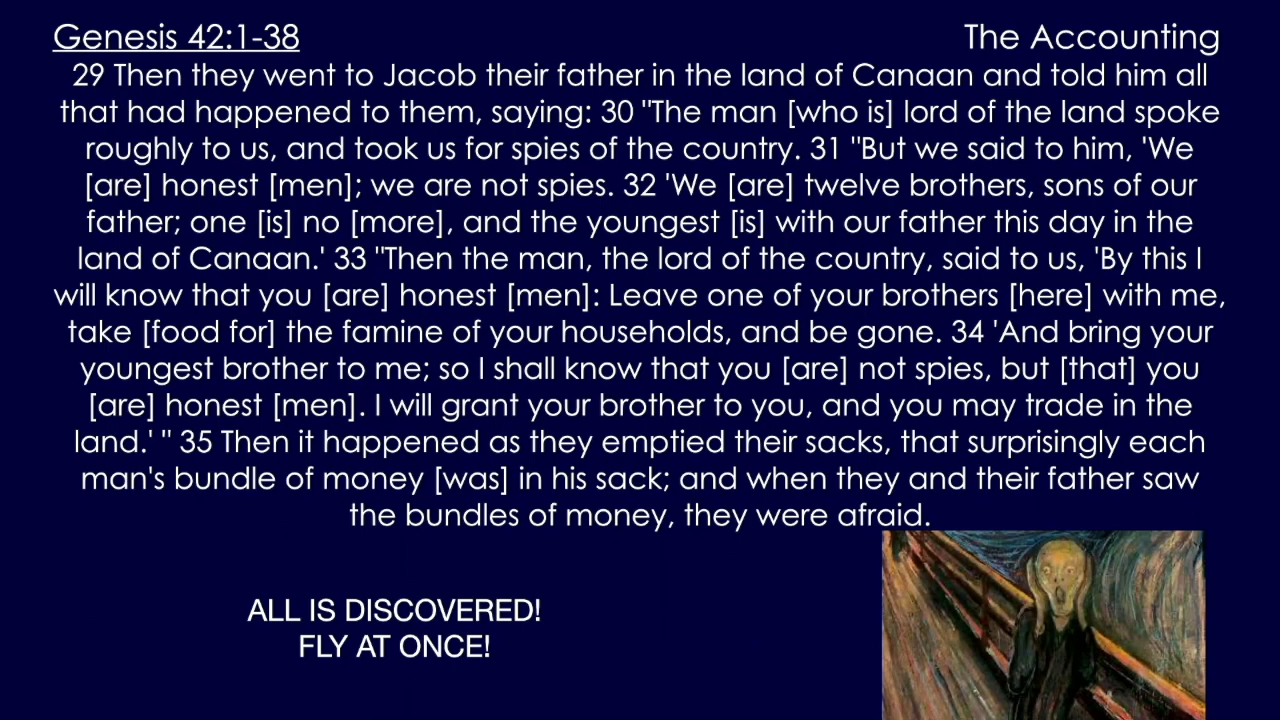 Genesis 42:1-38 The Accounting
29 Then they went to Jacob their father in the land of Canaan and told him all
that had happened to them, saying: 30 "The man [who is] lord of the land spoke
roughly to us, and took us for spies of the country. 31 "But we said to him, 'We
[are] honest [men]; we are not spies. 32 'We [are] twelve brothers, sons of our
father; one [is] no [more], and the youngest [is] with our father this day in the
land of Canaan.' 33 "Then the man, the lord of the country, said to us, 'By this I
will know that you [are] honest [men]: Leave one of your brothers [here] with me,
take [food for] the famine of your households, and be gone. 34 'And bring your
youngest brother to me; so I shall know that you [are] not spies, but [that] you
[are] honest [men]. I will grant your brother to you, and you may trade in the
land.' " 35 Then it happened as they emptied their sacks, that surprisingly each
man's bundle of money [was] in his sack; and when they and their father saw
the bundles of money, they were afraid.
ALL IS DISCOVERED!
FLY AT ONCE!